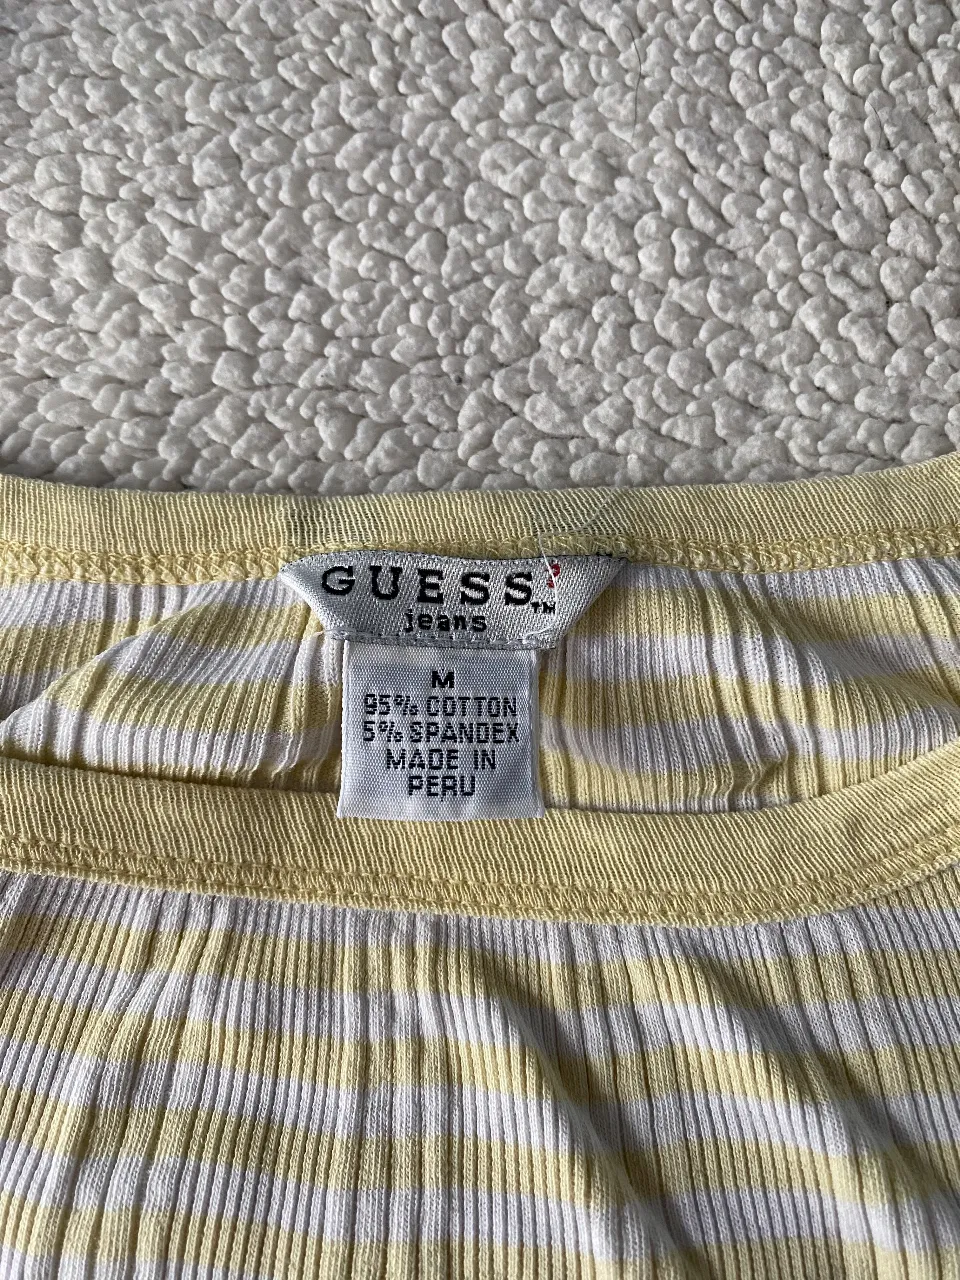 GUESS?™
jeans
M
95% COTTON
5% SPANDEX
MADE IN
PERU